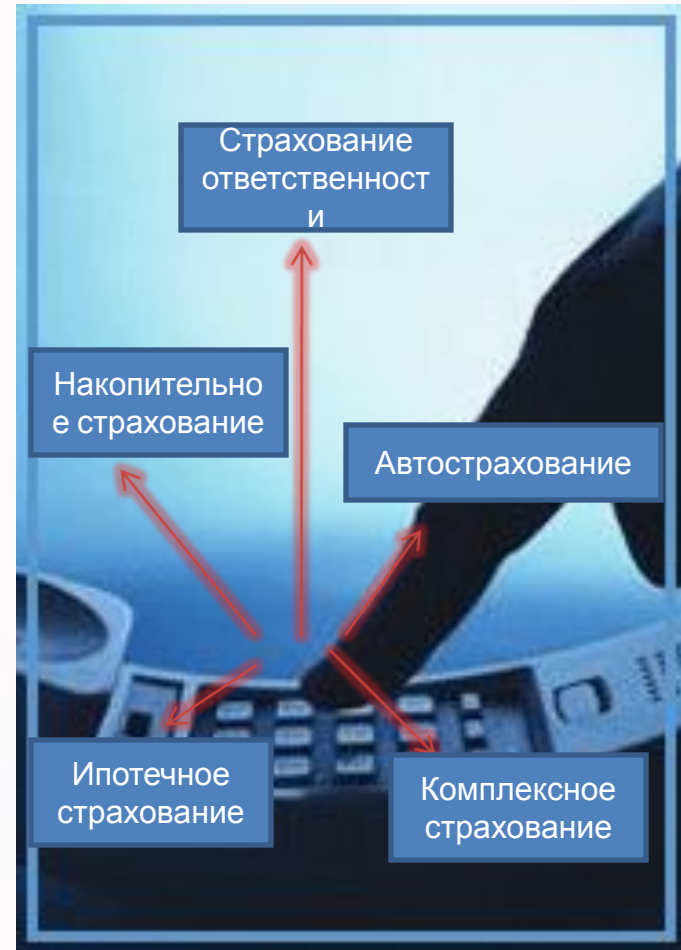 Страхование
ответственност
и
Накопительно
е страхование
Автострахование
Ипотечное
страхование
Комплексное
страхование